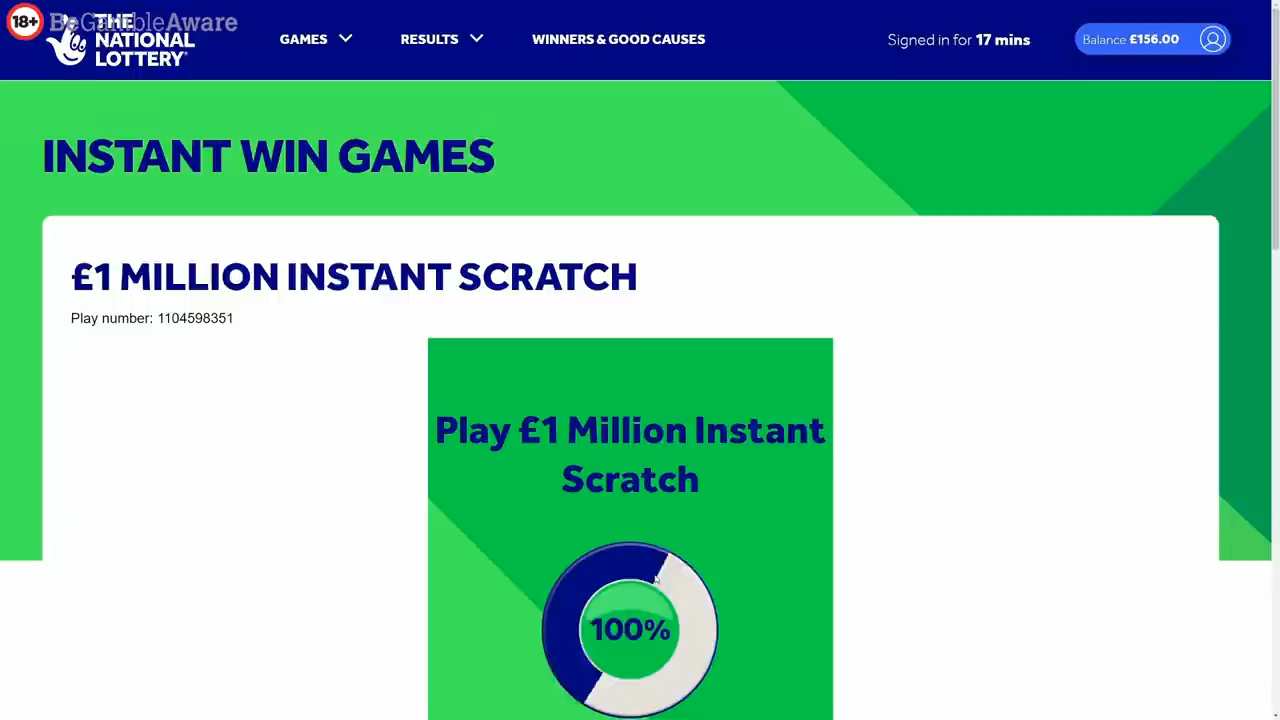 18+ BeGambleAware
THE
NATIONAL
LOTTERY
GAMES
RESULTS
WINNERS & GOOD CAUSES
Signed in for 17 mins
Balance £156.00
INSTANT WIN GAMES
£1 MILLION INSTANT SCRATCH
Play number: 1104598351
Play £1 Million Instant
Scratch
100%